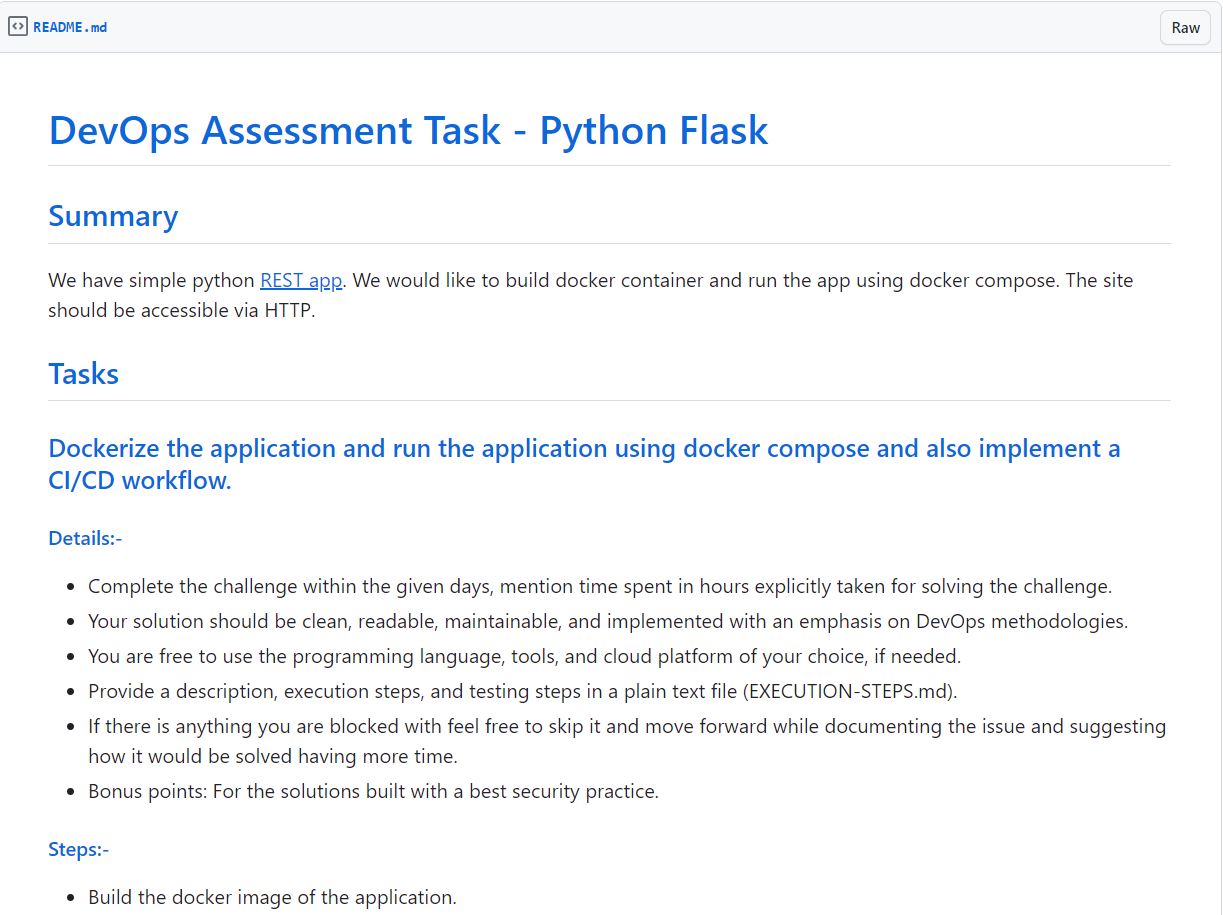 README.md
Raw
DevOps Assessment Task - Python Flask
Summary
We have simple python REST app. We would like to build docker container and run the app using docker compose. The site
should be accessible via HTTP.
Tasks
Dockerize the application and run the application using docker compose and also implement a
CI/CD workflow.
Details:-
Complete the challenge within the given days, mention time spent in hours explicitly taken for solving the challenge.
Your solution should be clean, readable, maintainable, and implemented with an emphasis on DevOps methodologies.
You are free to use the programming language, tools, and cloud platform of your choice, if needed.
Provide a description, execution steps, and testing steps in a plain text file (EXECUTION-STEPS.md).
If there is anything you are blocked with feel free to skip it and move forward while documenting the issue and suggesting
how it would be solved having more time.
Bonus points: For the solutions built with a best security practice.
Steps:-
Build the docker image of the application.